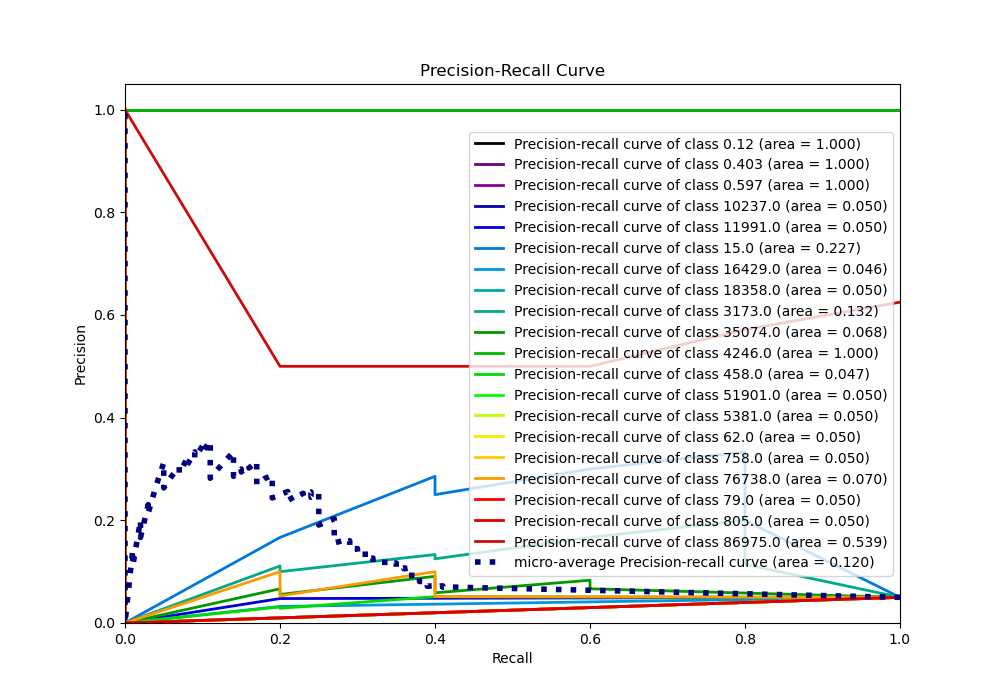 Precision-Recall Curve
1.0
0.8
0.6
0.4
0.2
0.0
Precision
Precision-recall curve of class 0.12 (area = 1.000)
Precision-recall curve of class 0.403 (area = 1.000)
Precision-recall curve of class 0.597 (area = 1.000)
Precision-recall curve of class 10237.0 (area = 0.050)
Precision-recall curve of class 11991.0 (area = 0.050)
Precision-recall curve of class 15.0 (area = 0.227)
Precision-recall curve of class 16429.0 (area = 0.046)
Precision-recall curve of class 18358.0 (area = 0.050)
Precision-recall curve of class 3173.0 (area = 0.132)
Precision-recall curve of class 35074.0 (area = 0.068)
Precision-recall curve of class 4246.0 (area = 1.000)
Precision-recall curve of class 458.0 (area = 0.047)
Precision-recall curve of class 51901.0 (area = 0.050)
Precision-recall curve of class 5381.0 (area = 0.050)
Precision-recall curve of class 62.0 (area = 0.050)
Precision-recall curve of class 758.0 (area = 0.050)
Precision-recall curve of class 76738.0 (area = 0.070)
Precision-recall curve of class 79.0 (area = 0.050)
Precision-recall curve of class 805.0 (area = 0.050)
Precision-recall curve of class 86975.0 (area = 0.539)
micro-average Precision-recall curve (area = 0.120)
0.0 0.2 0.4 0.6 0.8 1.0
Recall